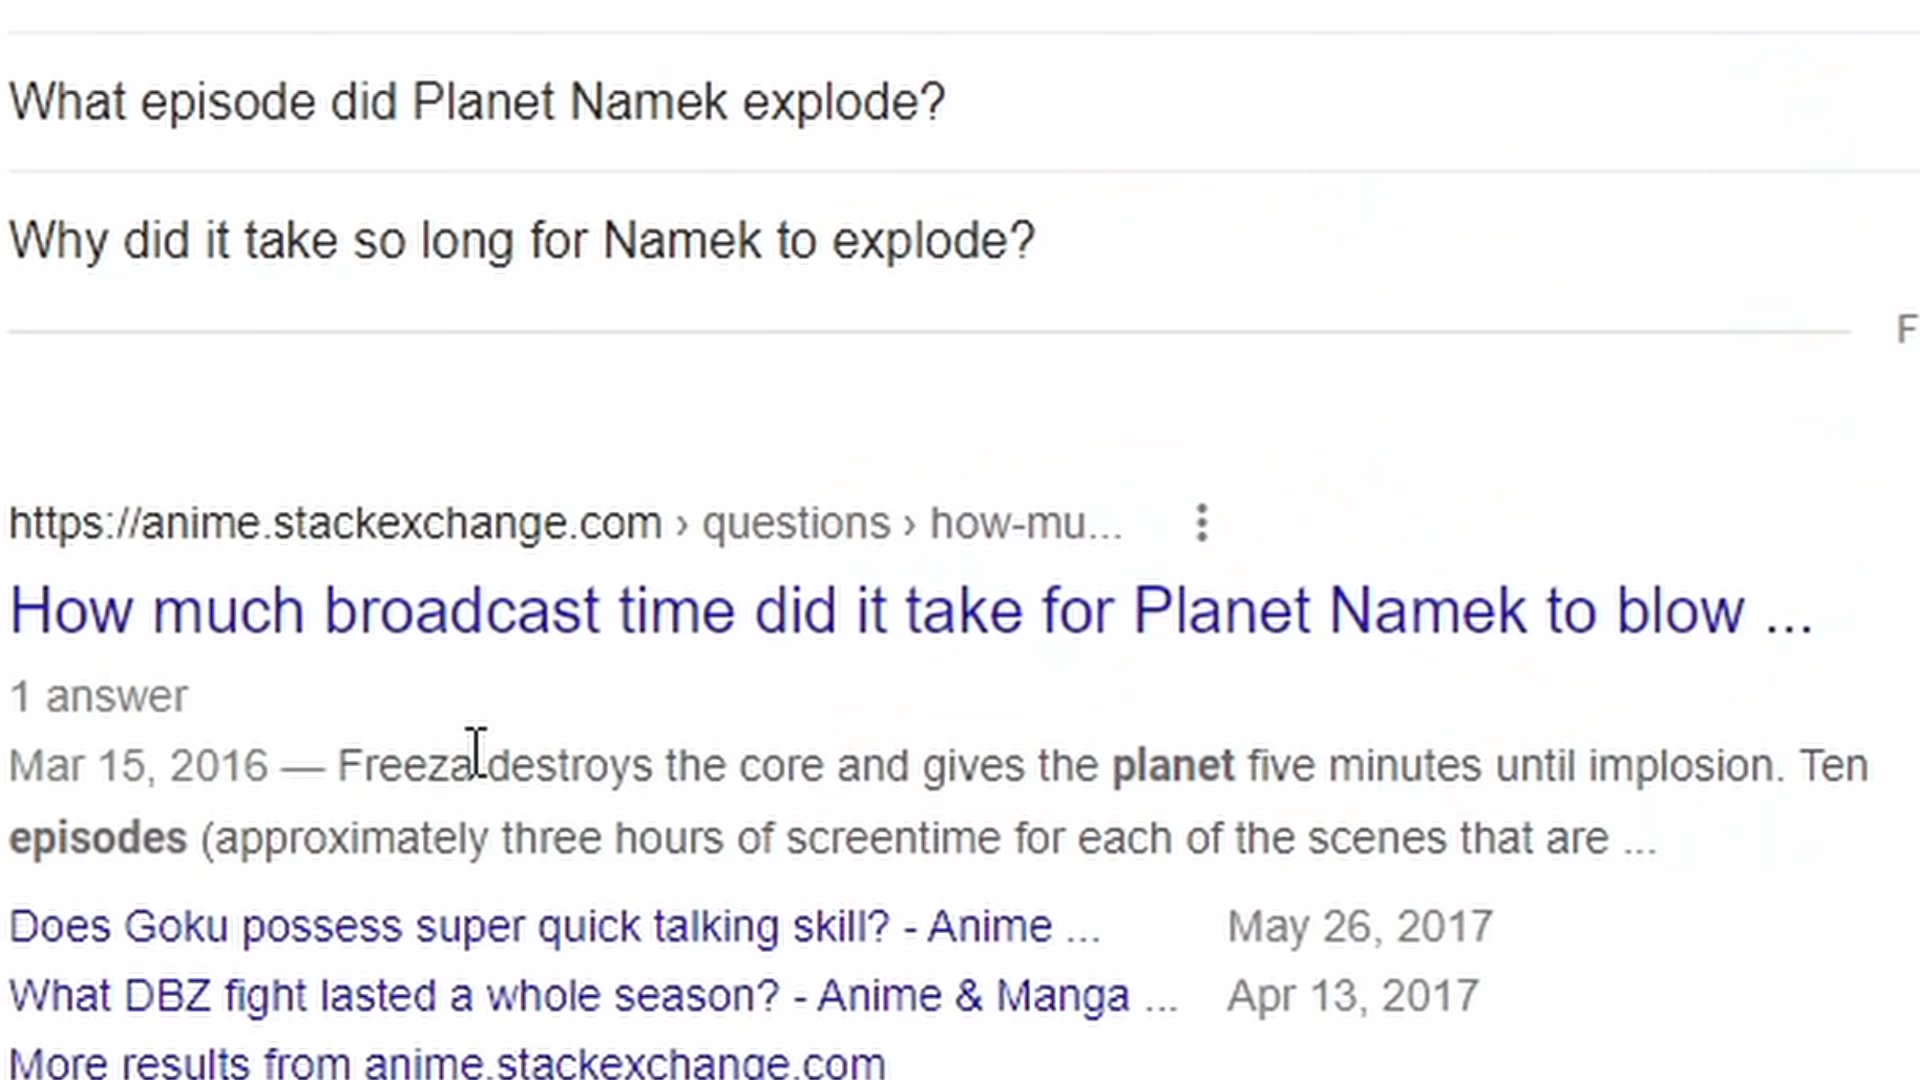 What episode did Planet Namek explode?
Why did it take so long for Namek to explode?
F
https://anime.stackexchange.com › questions › how-mu...
How much broadcast time did it take for Planet Namek to blow ...
1 answer
Mar 15, 2016 — Freeza destroys the core and gives the planet five minutes until implosion. Ten
episodes (approximately three hours of screentime for each of the scenes that are ...
Does Goku possess super quick talking skill? - Anime ... May 26, 2017
What DBZ fight lasted a whole season? - Anime & Manga ... Apr 13, 2017
More results from anime.stackexchange.com